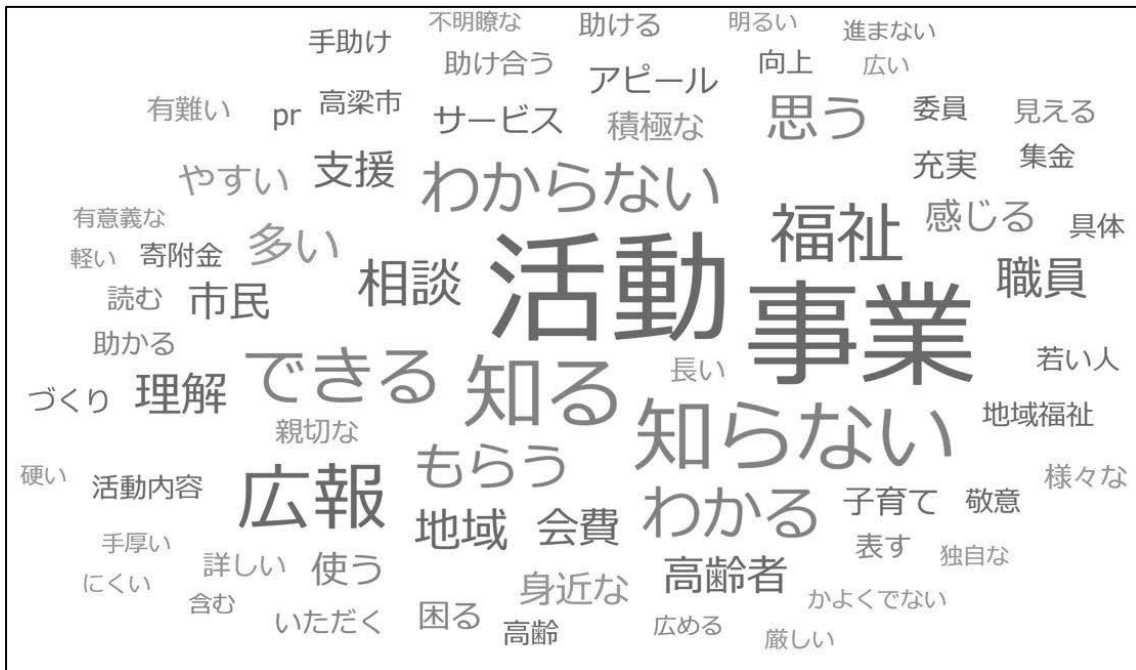 不明瞭な
助ける
明るい
進まない
手助け
助け合う
アピール
向上
広い
有難い
pr
高梁市
サービス
積極な
思う
委員
見える
やすい
支援
わからない
充実
集金
有意義な
福祉
感じる
具体
軽い
寄附金
多い
相談
活動
職員
読む
市民
事業
助かる
できる
知る
長い
若い人
づくり
理解
親切な
知らない
地域福祉
硬い
活動内容
広報
もらう
わかる
子育て
敬意
様々な
手厚い
地域
会費
表す
独自な
にくい
詳しい
使う
身近な
高齢者
含む
いただく
困る
高齢
広める
かよくでない
厳しい